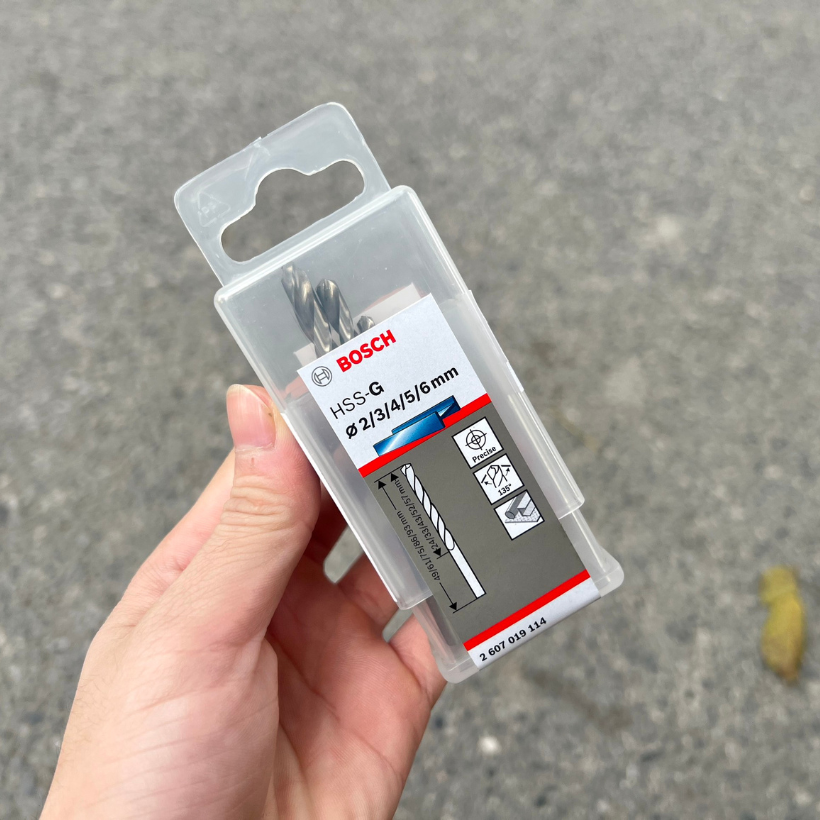 BOSCH
HSS-G
Ø 2/3/4/5/6 mm
Precise
135°
24/33/43/52/57 mm
49/61/75/86/93 mm
2 607 019 114